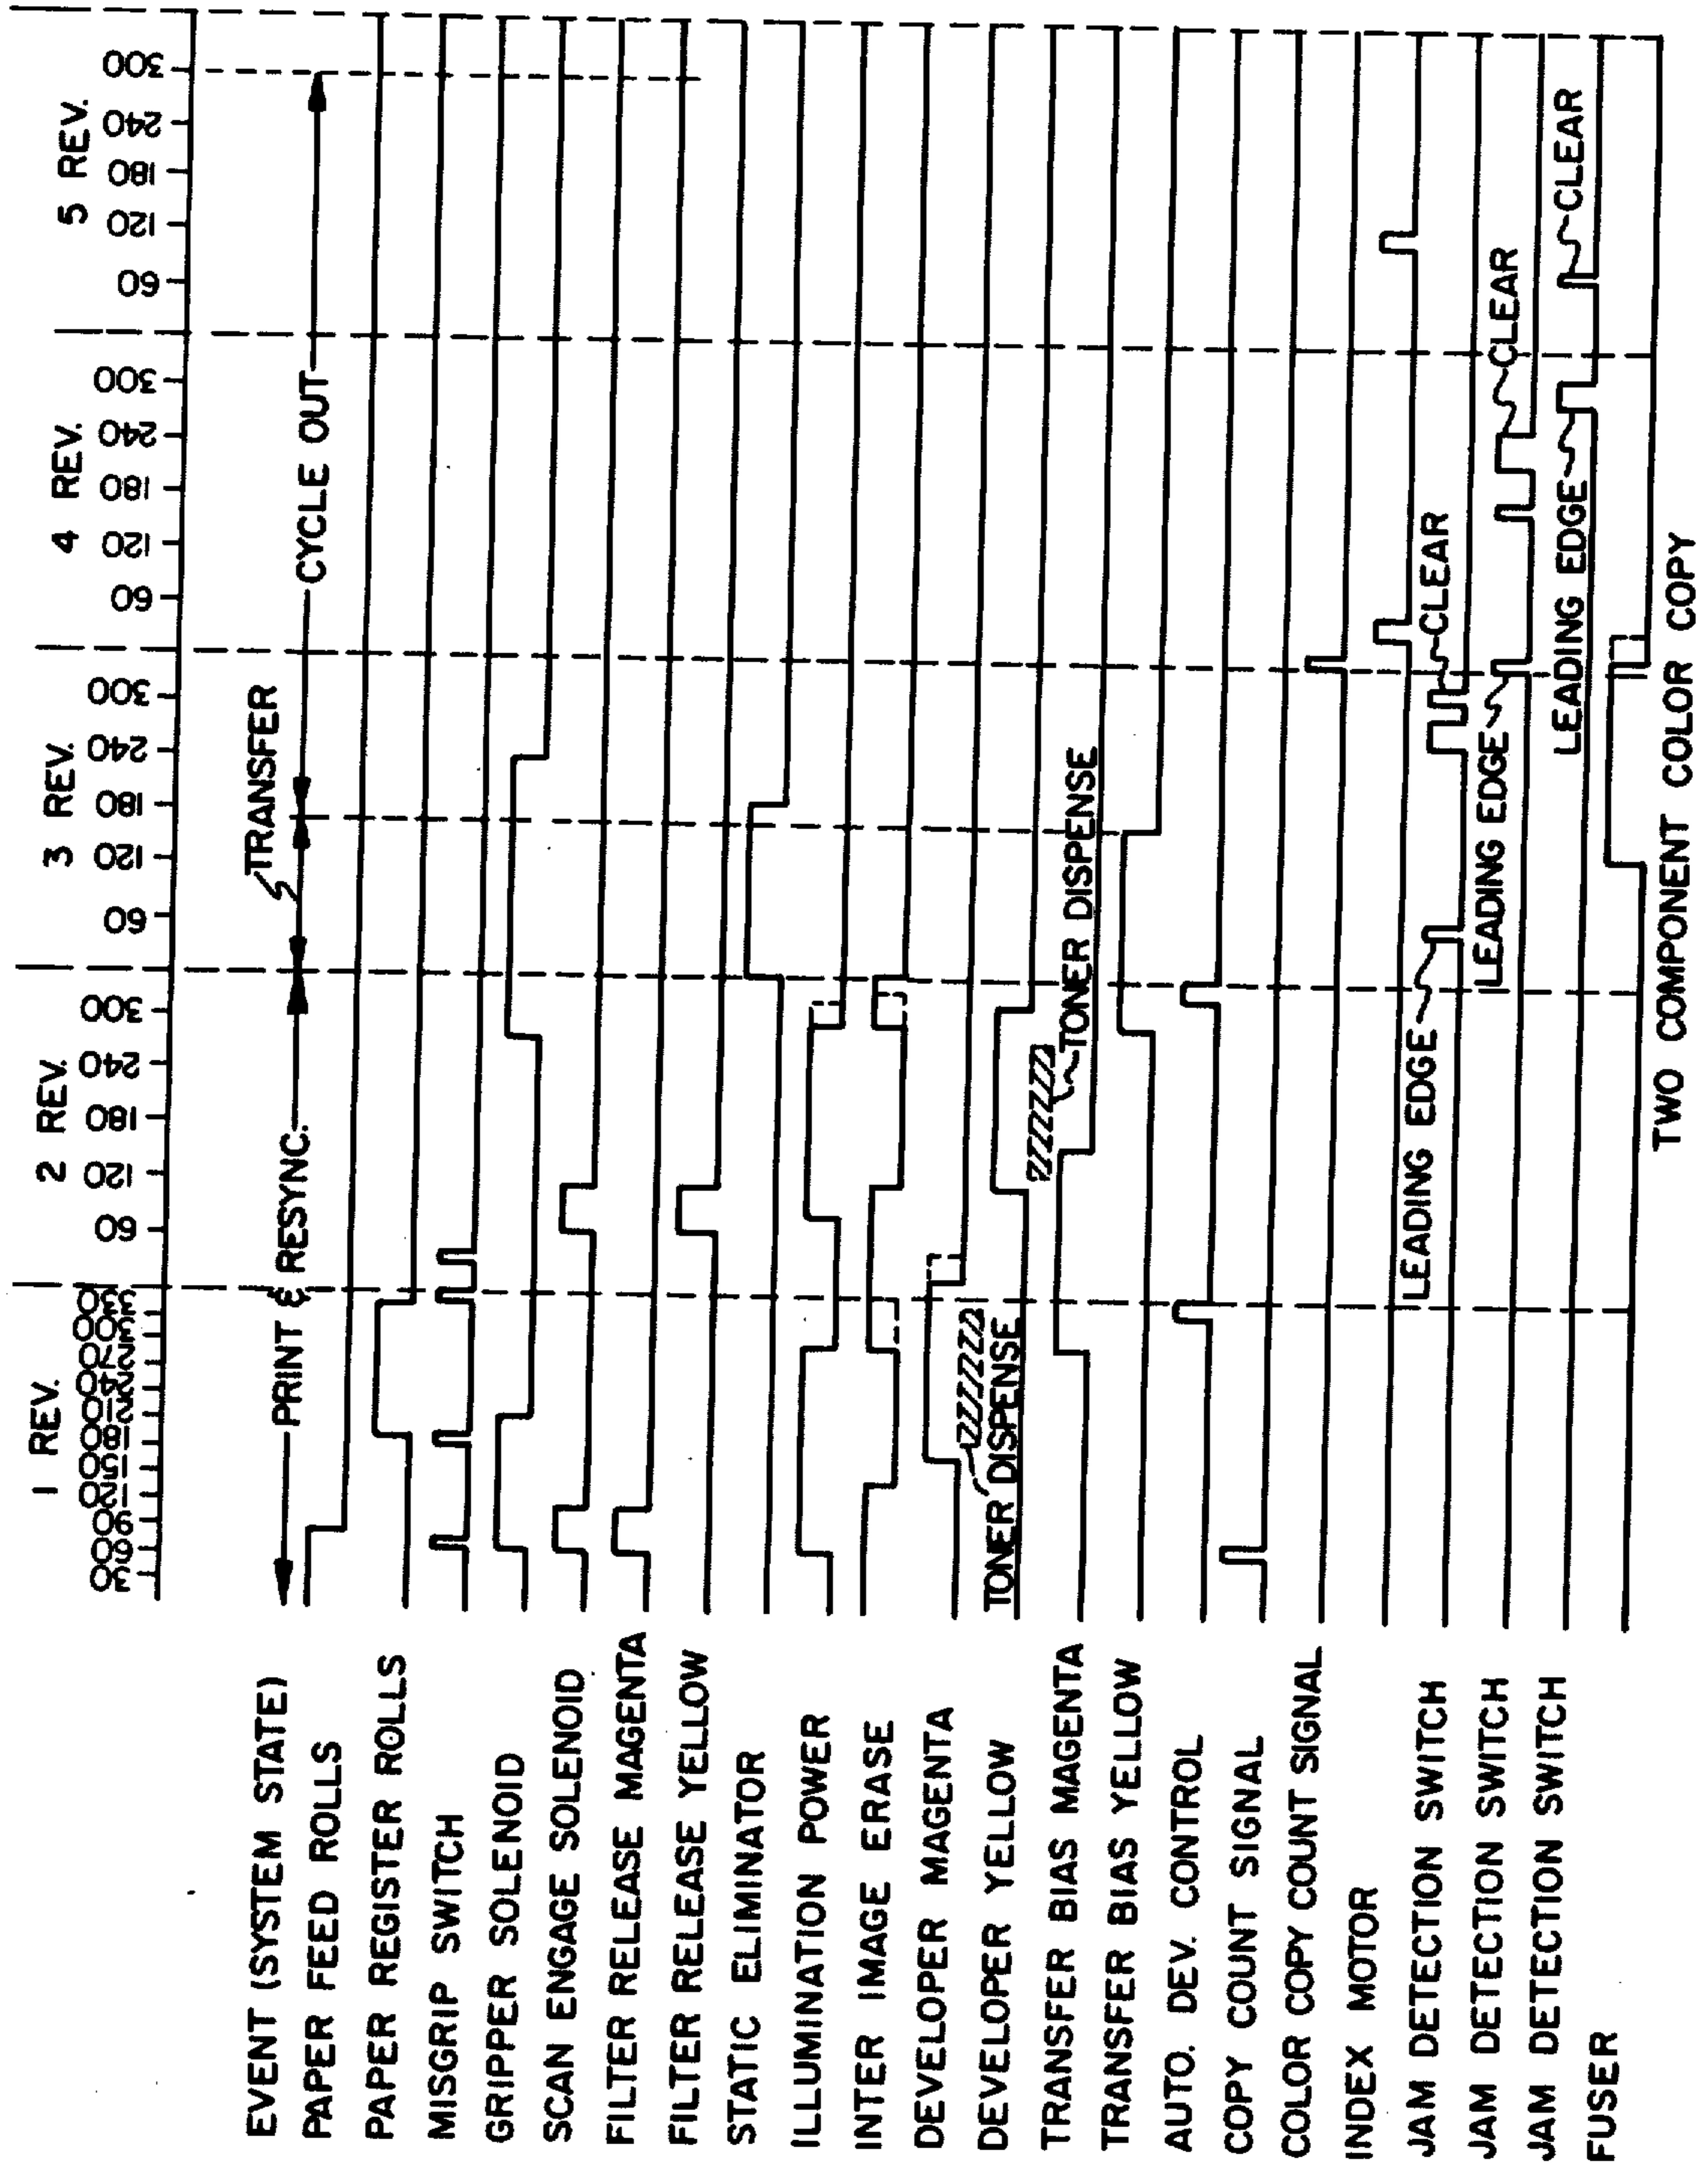 1 REV. 2 REV. 3 REV. 4 REV. 5 REV.
30 60 90 120 150 180 210 240 270 300 330 60 120 180 240 300 60 120 180 240 300 60 120 180 240 300 60 120 180 240 300
EVENT (SYSTEM STATE)
PRINT & RESYNC.
TRANSFER
CYCLE OUT
PAPER FEED ROLLS
PAPER REGISTER ROLLS
MISGRIP SWITCH
GRIPPER SOLENOID
SCAN ENGAGE SOLENOID
FILTER RELEASE MAGENTA
FILTER RELEASE YELLOW
STATIC ELIMINATOR
ILLUMINATION POWER
INTER IMAGE ERASE
DEVELOPER MAGENTA
TONER DISPENSE
DEVELOPER YELLOW
TONER DISPENSE
TRANSFER BIAS MAGENTA
TRANSFER BIAS YELLOW
AUTO. DEV. CONTROL
COPY COUNT SIGNAL
COLOR COPY COUNT SIGNAL
INDEX MOTOR
JAM DETECTION SWITCH
LEADING EDGE
CLEAR
JAM DETECTION SWITCH
LEADING EDGE
CLEAR
JAM DETECTION SWITCH
LEADING EDGE
CLEAR
FUSER
TWO COMPONENT COLOR COPY